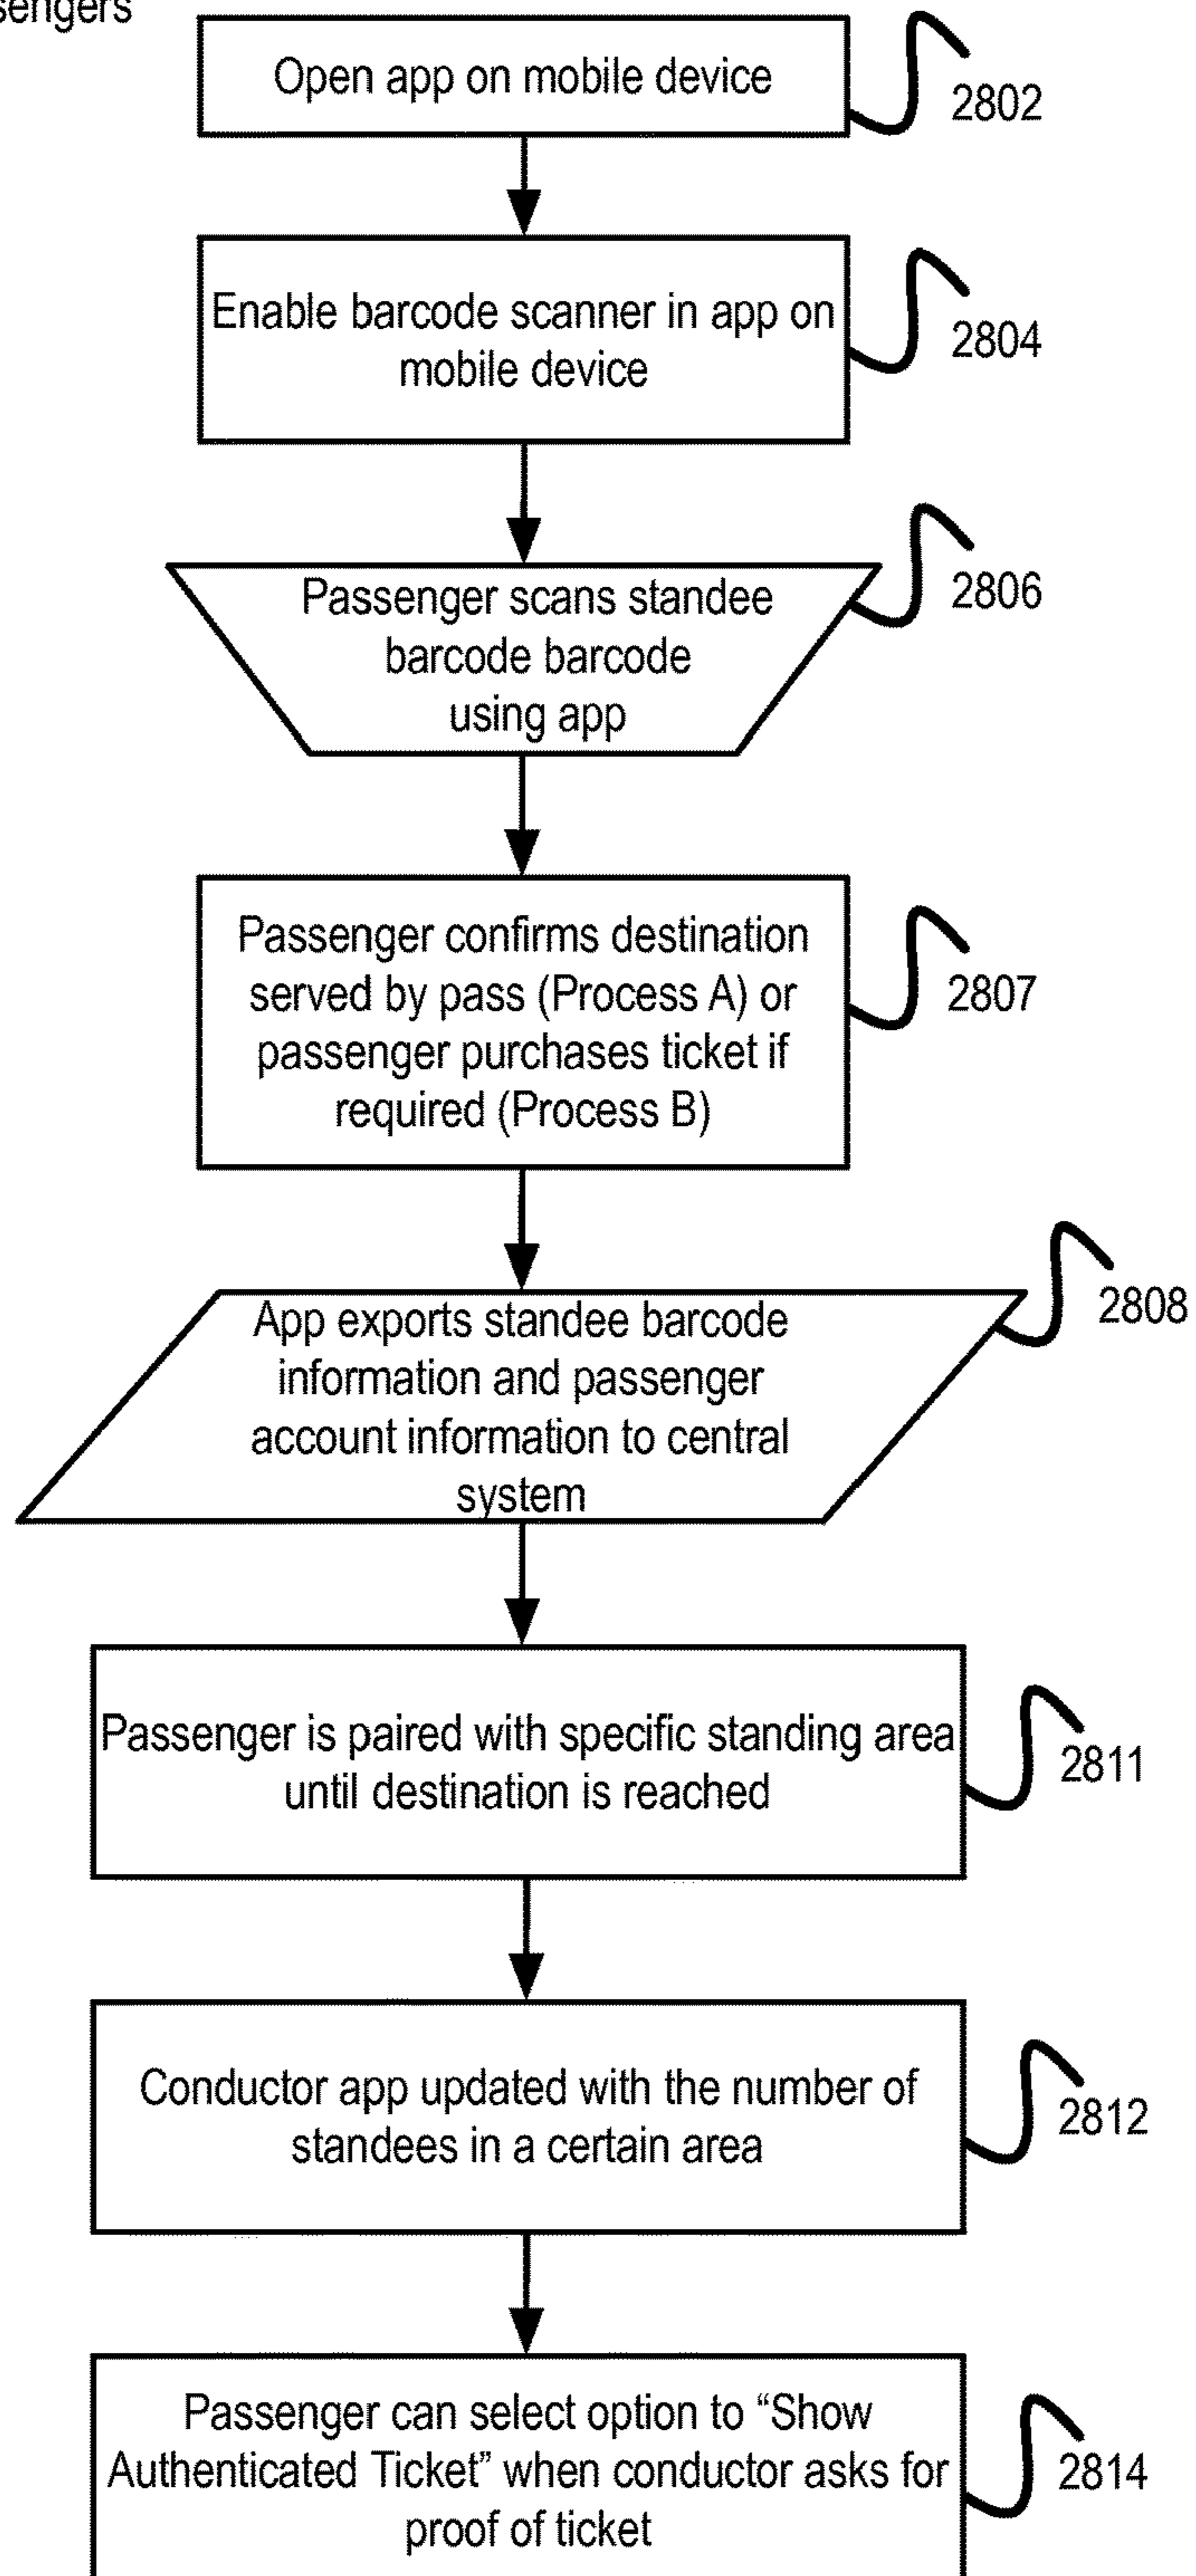 Open app on mobile device
2802
Enable barcode scanner in app on
mobile device
2804
Passenger scans standee
barcode barcode
using app
2806
Passenger confirms destination
served by pass (Process A) or
passenger purchases ticket if
required (Process B)
2807
App exports standee barcode
information and passenger
account information to central
system
2808
Passenger is paired with specific standing area
until destination is reached
2811
Conductor app updated with the number of
standees in a certain area
2812
Passenger can select option to “Show
Authenticated Ticket” when conductor asks for
proof of ticket
2814